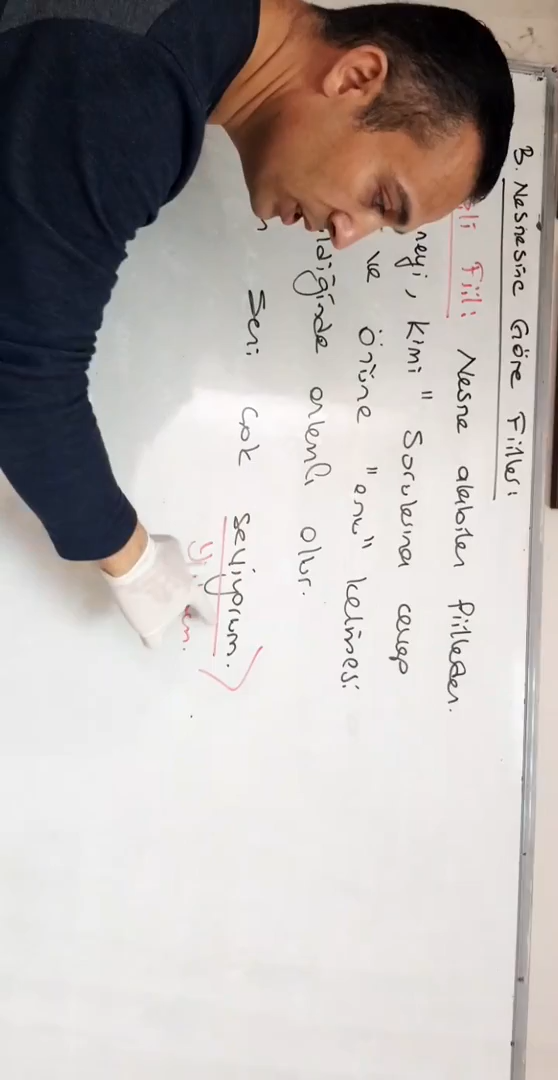 B. Nesnesine Göre Fiiller:
li Fiil: Nesne alabilen fiillerdir.
neyi, kimi" Sorularına cevap
ve önüne "onu" kelimesi
ldiğinde anlamlı olur.
Seni Çok Seviyorum.